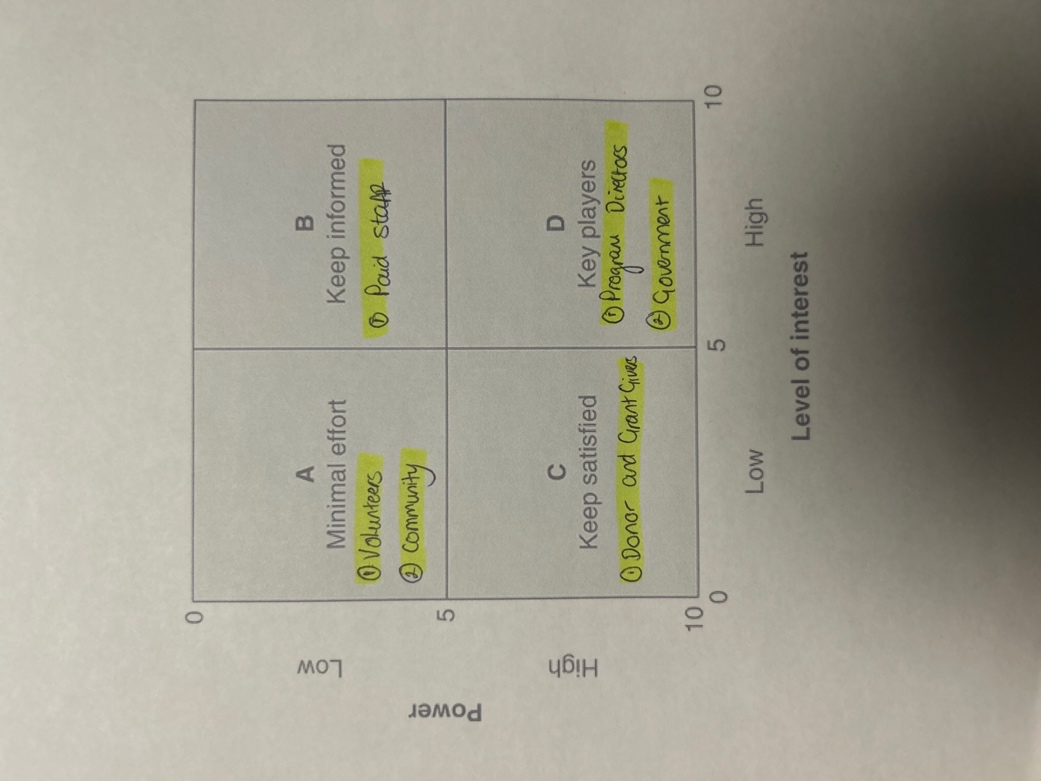 A
Minimal effort
① Volunteers
② Community
B
Keep informed
① Paid staff
C
Keep satisfied
① Donor and Grant Givers
D
Key players
① Program Directors
② Government
0
5
10
Low
High
Power
0
5
10
Low
High
Level of interest